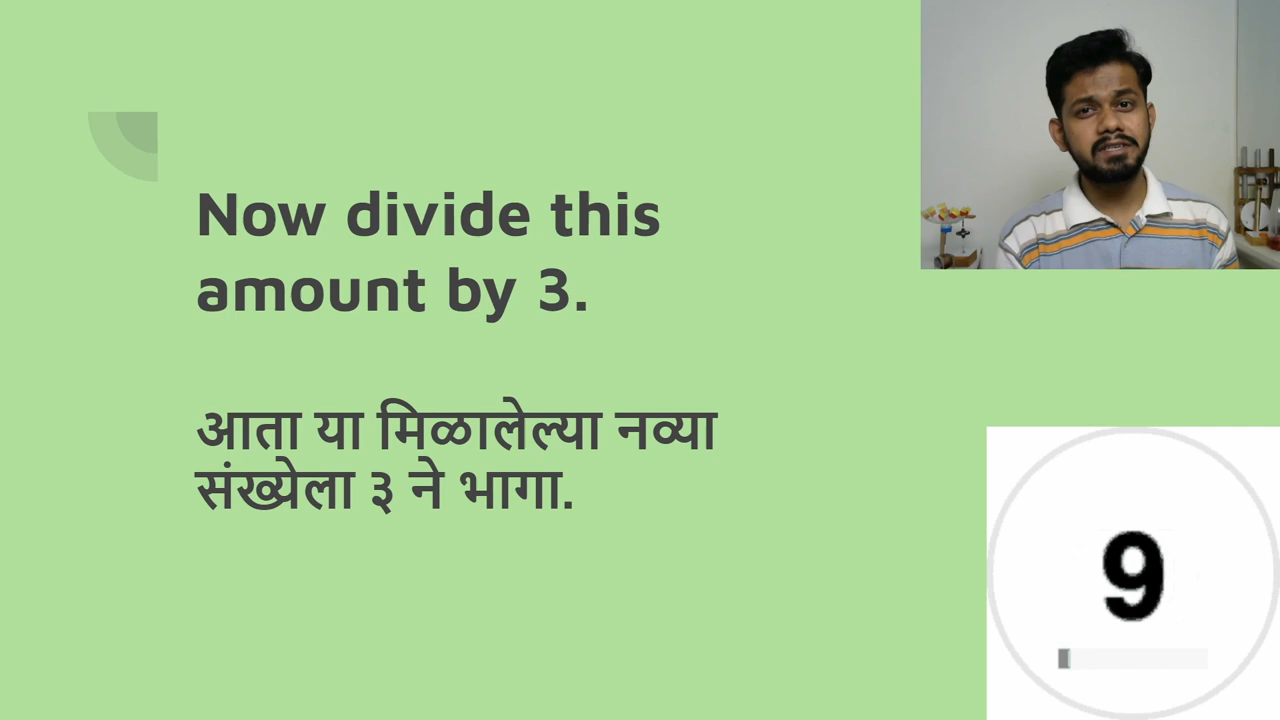 Now divide this
amount by 3.
आता या मिळालेल्या नव्या
संख्येला ३ ने भागा.
9